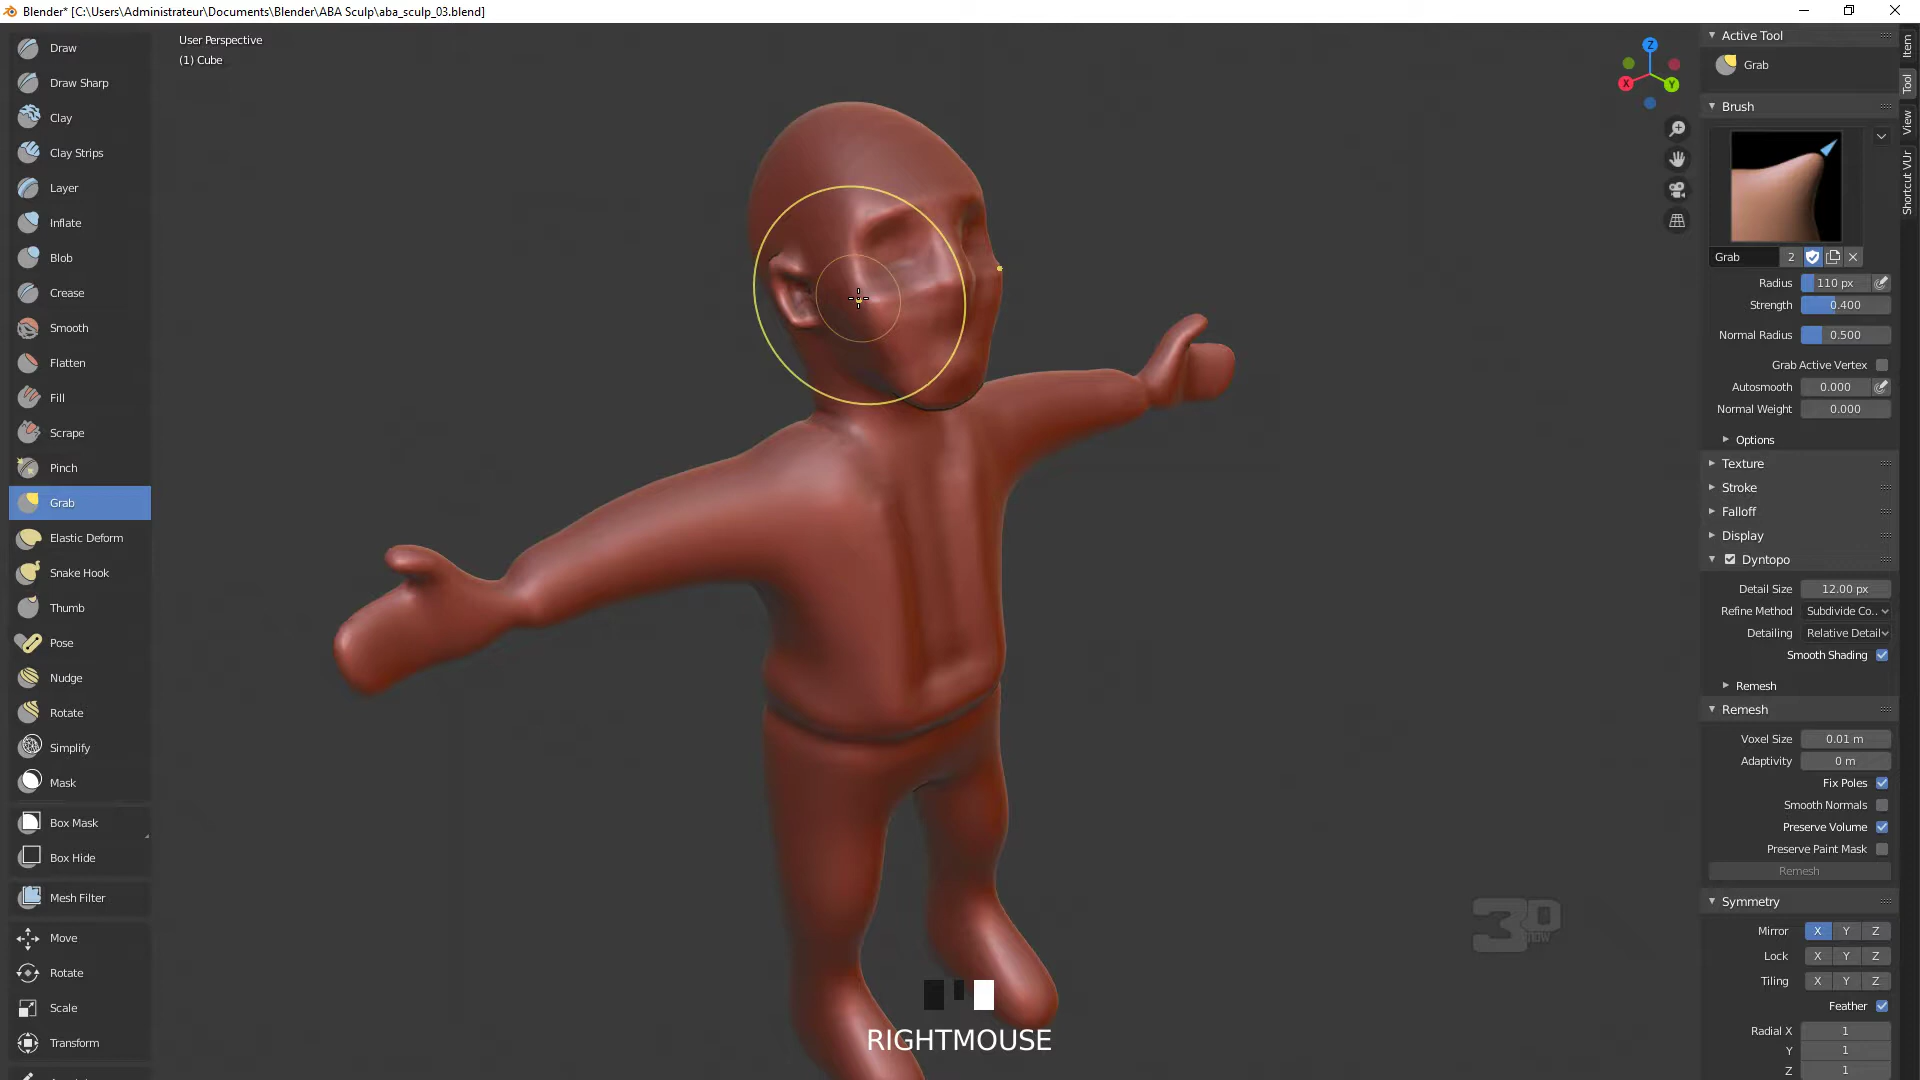 Blender* [C:\Users\Administrateur\Documents\Blender\ABA Sculp\aba_sculp_03.blend]
User Perspective
(1) Cube
Draw
Draw Sharp
Clay
Clay Strips
Layer
Inflate
Blob
Crease
Smooth
Flatten
Fill
Scrape
Pinch
Grab
Elastic Deform
Snake Hook
Thumb
Pose
Nudge
Rotate
Simplify
Mask
Box Mask
Box Hide
Mesh Filter
Move
Rotate
Scale
Transform
Z
X
Y
RIGHTMOUSE
3D
NOW
Active Tool
Grab
Brush
Grab 2
Radius 110 px
Strength 0.400
Normal Radius 0.500
Grab Active Vertex
Autosmooth 0.000
Normal Weight 0.000
Options
Texture
Stroke
Falloff
Display
Dyntopo
Detail Size 12.00 px
Refine Method Subdivide Co..
Detailing Relative Detail
Smooth Shading
Remesh
Remesh
Voxel Size 0.01 m
Adaptivity 0 m
Fix Poles
Smooth Normals
Preserve Volume
Preserve Paint Mask
Remesh
Symmetry
Mirror X Y Z
Lock X Y Z
Tiling X Y Z
Feather
Radial X 1
Y 1
Z 1
Item
Tool
View
Shortcut VUr